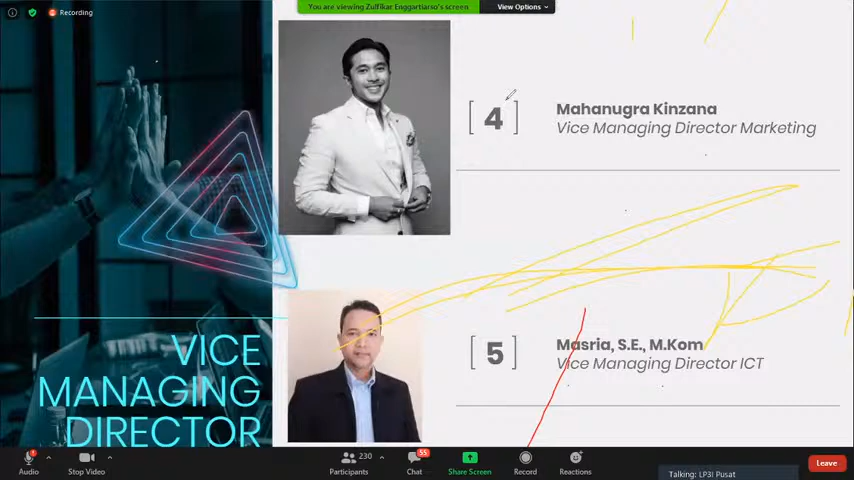 Recording
You are viewing Zulfikar Enggartiarso's screen
View Options
[ 4 ]
Mahanugra Kinzana
Vice Managing Director Marketing
VICE
MANAGING
DIRECTOR
[ 5 ]
Masria, S.E., M.Kom
Vice Managing Director ICT
Audio
Stop Video
230
Participants
55
Chat
Share Screen
Record
Reactions
Talking: LP3I Pusat
Leave